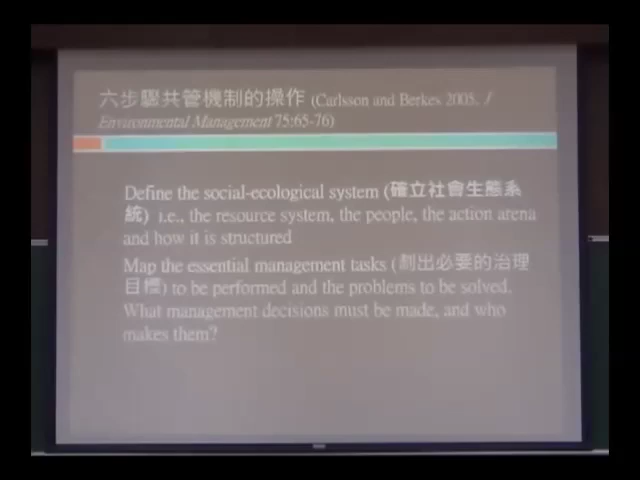 六步驟共管機制的操作 (Carlsson and Berkes 2005. J
Environmental Management 75:65-76)
Define the social-ecological system (確立社會生態系
統) i.e., the resource system, the people, the action arena
and how it is structured
Map the essential management tasks (劃出必要的治理
目標) to be performed and the problems to be solved.
What management decisions must be made, and who
makes them?